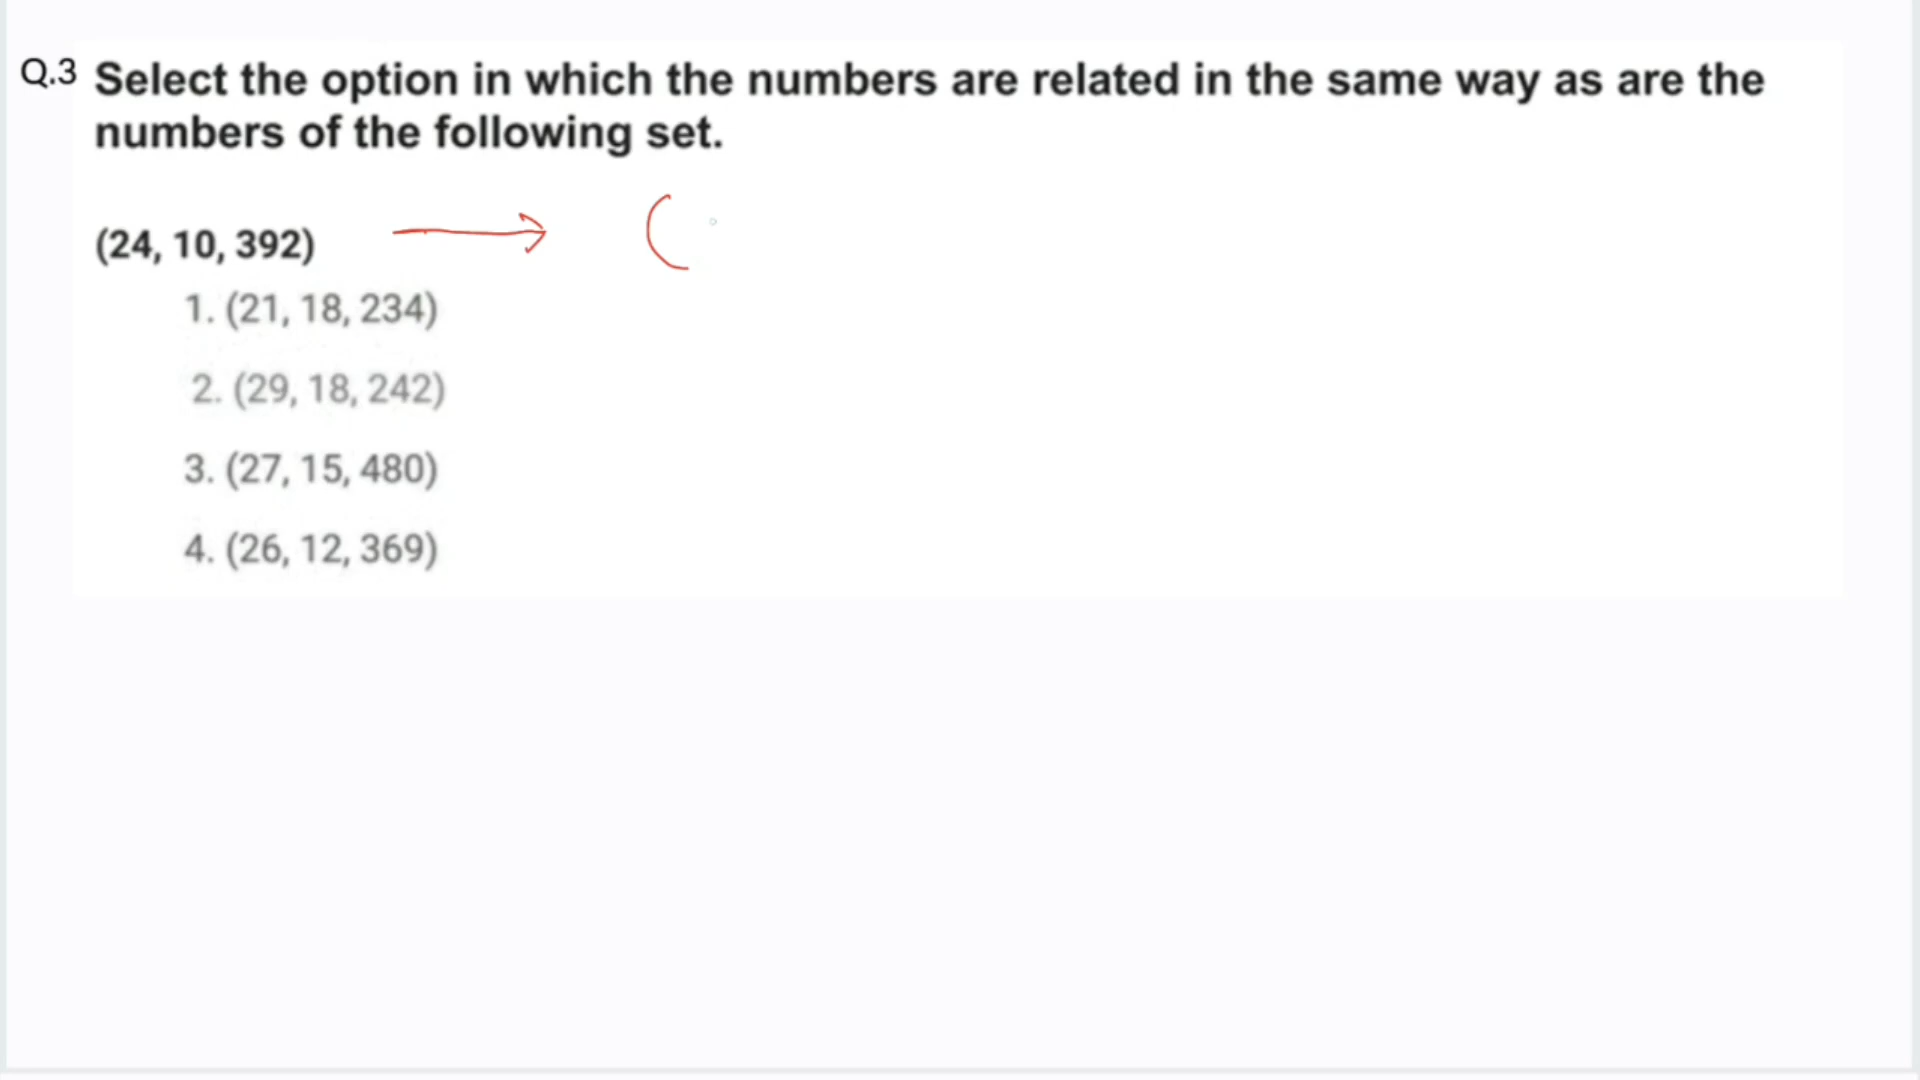 Q.3 Select the option in which the numbers are related in the same way as are the
numbers of the following set.
(24, 10, 392) (
1. (21, 18, 234)
2. (29, 18, 242)
3. (27, 15, 480)
4. (26, 12, 369)